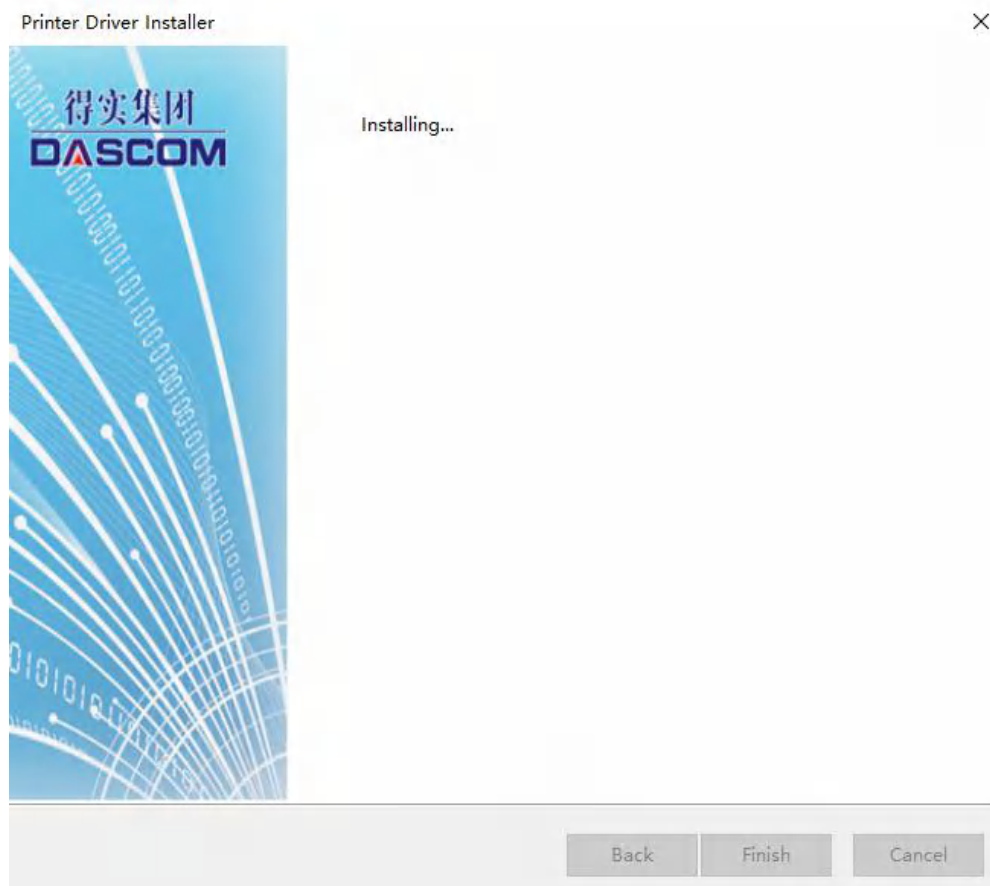 Printer Driver Installer
得实集团
DASCOM
Installing...
Back
Finish
Cancel